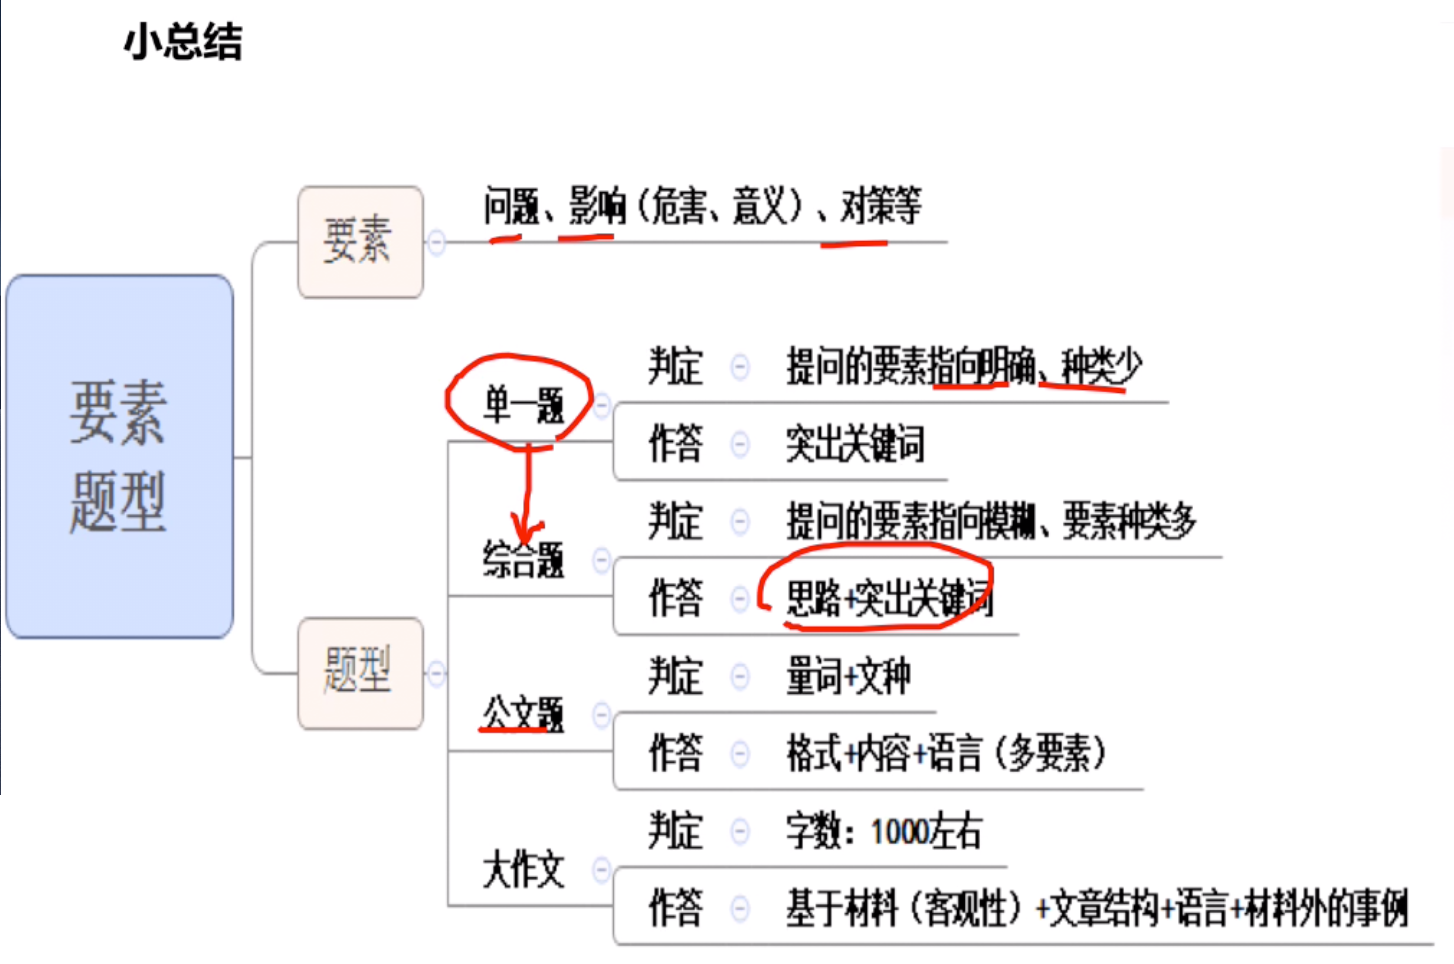 小总结
要素
题型
要素
问题、影响（危害、意义）、对策等
题型
单一题
判定
提问的要素指向明确、种类少
作答
突出关键词
综合题
判定
提问的要素指向模糊、要素种类多
作答
思路+突出关键词
公文题
判定
量词+文种
作答
格式+内容+语言（多要素）
大作文
判定
字数：1000左右
作答
基于材料（客观性）+文章结构+语言+材料外的事例